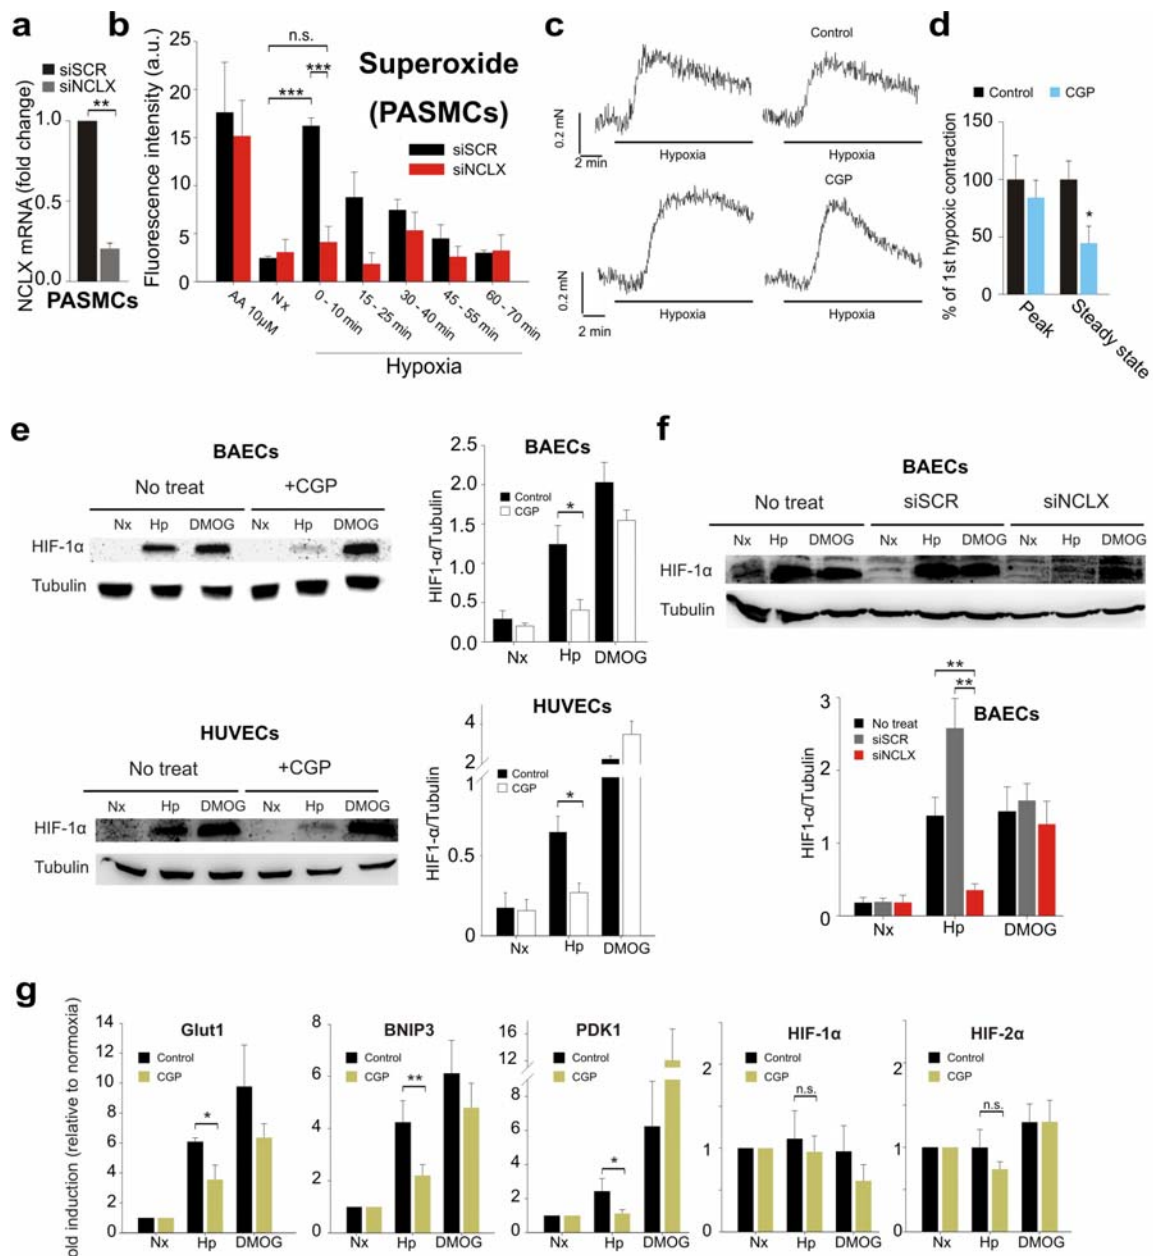 a
siSCR
siNCLX
**
NCLX mRNA (fold change)
1.0
0.5
0.0
PASMCs
b
Superoxide
(PASMCs)
siSCR
siNCLX
n.s.
***
***
Fluorescence intensity (a.u.)
25
20
15
10
5
0
AA 10µM
Nx
0 - 10 min
15 - 25 min
30 - 40 min
45 - 55 min
60 - 70 min
Hypoxia
c
Control
0.2 mN
2 min
Hypoxia
0.2 mN
Hypoxia
CGP
0.2 mN
2 min
Hypoxia
Hypoxia
d
Control
CGP
% of 1st hypoxic contraction
150
100
50
0
*
Peak
Steady state
e
BAECs
No treat
+CGP
Nx Hp DMOG Nx Hp DMOG
HIF-1α
Tubulin
BAECs
Control
CGP
*
HIF1-α/Tubulin
2.5
2.0
1.5
1.0
0.5
0.0
Nx Hp DMOG
HUVECs
No treat
+CGP
Nx Hp DMOG Nx Hp DMOG
HIF-1α
Tubulin
HUVECs
Control
CGP
*
HIF1-α/Tubulin
4
2
1
0.5
0
Nx Hp DMOG
f
BAECs
No treat siSCR siNCLX
Nx Hp DMOG Nx Hp DMOG Nx Hp DMOG
HIF-1α
Tubulin
BAECs
No treat
siSCR
siNCLX
**
**
HIF1-α/Tubulin
3
2
1
0
Nx Hp DMOG
g
Fold induction (relative to normoxia)
Glut1
Control
CGP
*
14
12
10
8
6
4
2
0
Nx Hp DMOG
BNIP3
Control
CGP
**
8
6
4
2
0
Nx Hp DMOG
PDK1
Control
CGP
*
16
12
8
6
4
2
0
Nx Hp DMOG
HIF-1α
Control
CGP
n.s.
2
1
0
Nx Hp DMOG
HIF-2α
Control
CGP
n.s.
2
1
0
Nx Hp DMOG